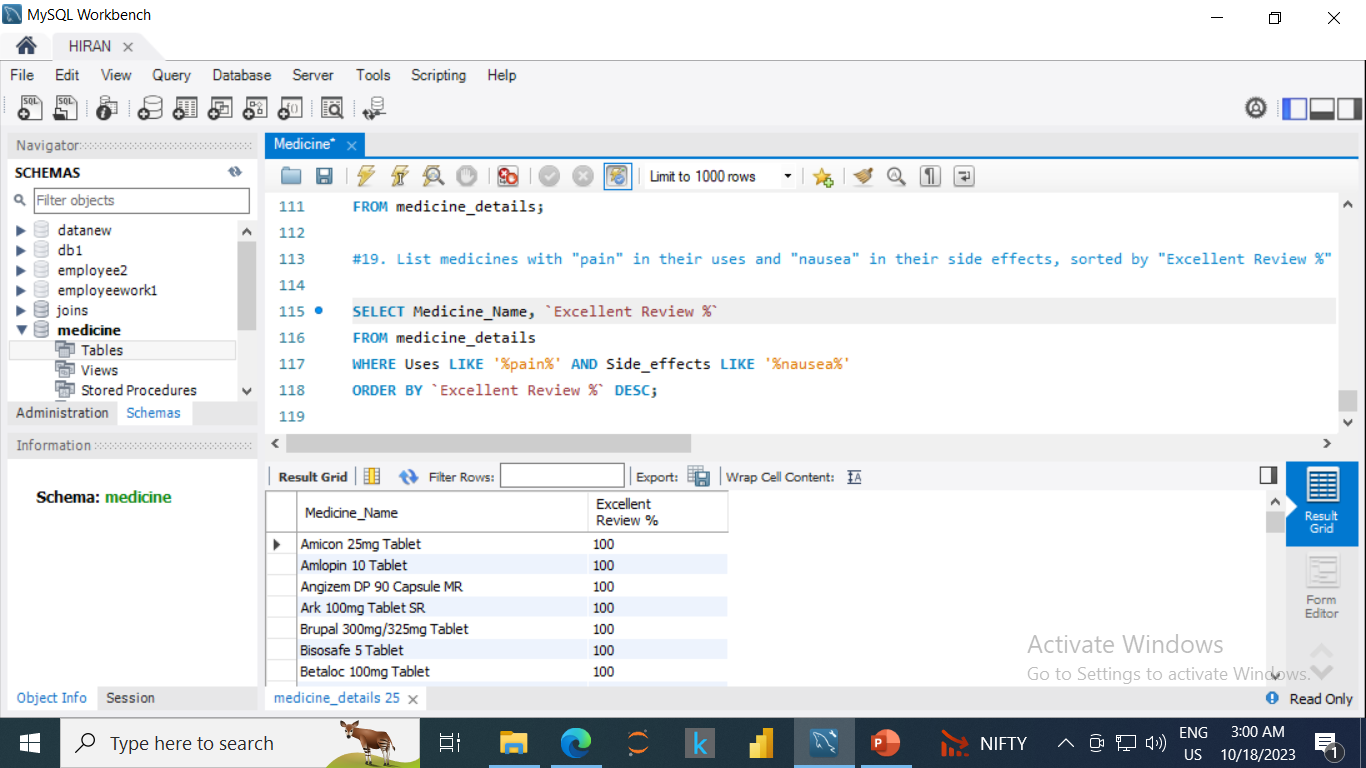 MySQL Workbench
HIRAN
File Edit View Query Database Server Tools Scripting Help
Navigator
SCHEMAS
Filter objects
datanew
db1
employee2
employeework1
joins
medicine
Tables
Views
Stored Procedures
Administration Schemas
Information
Schema: medicine
Object Info Session
Medicine*
Limit to 1000 rows
111 FROM medicine_details;
112
113 #19. List medicines with "pain" in their uses and "nausea" in their side effects, sorted by "Excellent Review %"
114
115 SELECT Medicine_Name, `Excellent Review %`
116 FROM medicine_details
117 WHERE Uses LIKE '%pain%' AND Side_effects LIKE '%nausea%'
118 ORDER BY `Excellent Review %` DESC;
119
Result Grid Filter Rows: Export: Wrap Cell Content:
Medicine_Name Excellent
Review %
Amicon 25mg Tablet 100
Amlopin 10 Tablet 100
Angizem DP 90 Capsule MR 100
Ark 100mg Tablet SR 100
Brupal 300mg/325mg Tablet 100
Bisosafe 5 Tablet 100
Betaloc 100mg Tablet 100
Result
Grid
Form
Editor
Activate Windows
Go to Settings to activate Windows.
medicine_details 25
Read Only
Type here to search
NIFTY
ENG
US
3:00 AM
10/18/2023
1